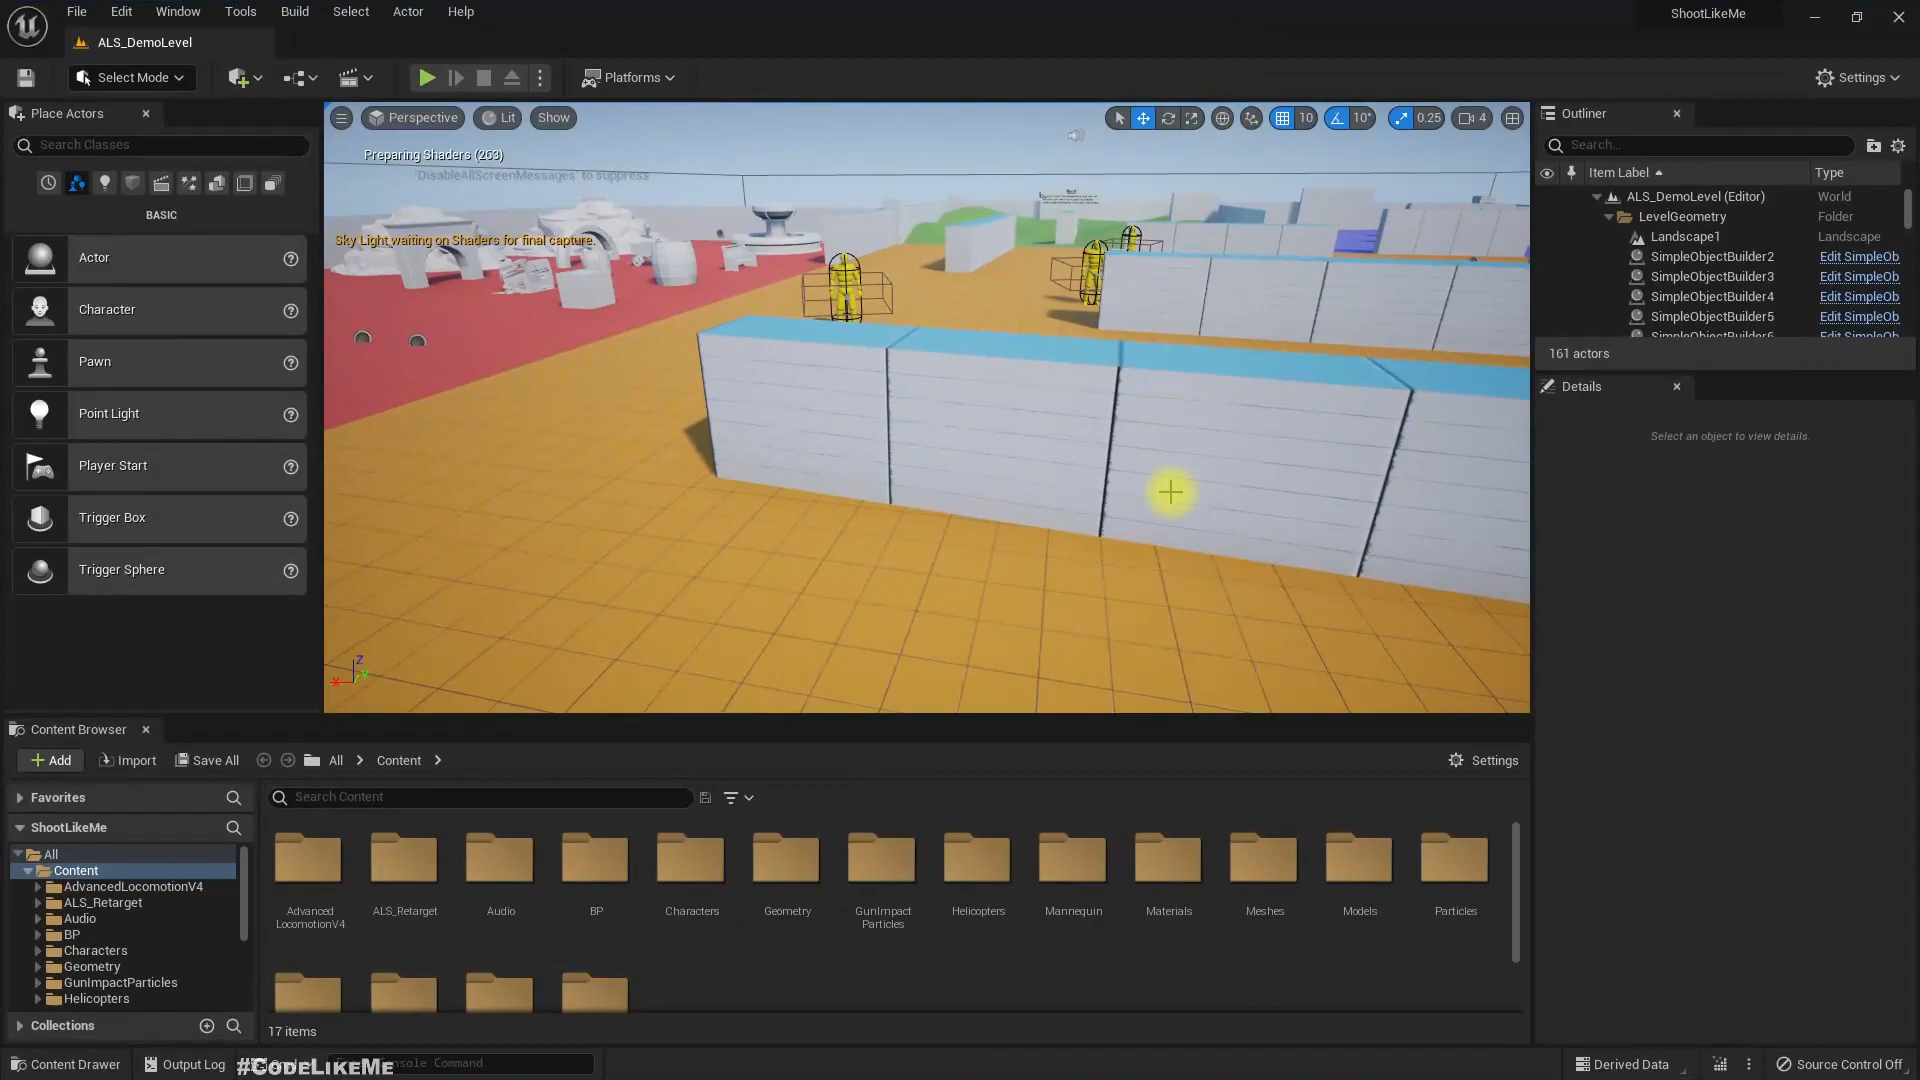 File Edit Window Tools Build Select Actor Help
ShootLikeMe
ALS_DemoLevel
Select Mode
Platforms
Settings
Place Actors
Search Classes
BASIC
Actor
Character
Pawn
Point Light
Player Start
Trigger Box
Trigger Sphere
Perspective Lit Show
10 10° 0.25 4
Preparing Shaders (263)
'DisableAllScreenMessages' to suppress
Sky Light waiting on Shaders for final capture.
Z
X Y
Outliner
Search...
Item Label Type
ALS_DemoLevel (Editor) World
LevelGeometry Folder
Landscape1 Landscape
SimpleObjectBuilder2 Edit SimpleOb
SimpleObjectBuilder3 Edit SimpleOb
SimpleObjectBuilder4 Edit SimpleOb
SimpleObjectBuilder5 Edit SimpleOb
SimpleObjectBuilder6 Edit SimpleOb
161 actors
Details
Select an object to view details.
Content Browser
Add Import Save All All Content
Settings
Favorites
ShootLikeMe
All
Content
AdvancedLocomotionV4
ALS_Retarget
Audio
BP
Characters
Geometry
GunImpactParticles
Helicopters
Collections
Search Content
Advanced
LocomotionV4
ALS_Retarget
Audio
BP
Characters
Geometry
GunImpact
Particles
Helicopters
Mannequin
Materials
Meshes
Models
Particles
17 items
Content Drawer
Output Log
#CodeLikeMe
Console Command
Derived Data
Source Control Off